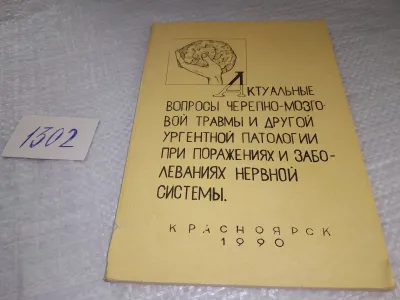 1302
Актуальные
вопросы черепно-мозго-
вой травмы и другой
ургентной патологии
при поражениях и забо-
леваниях нервной
системы.
КРАСНОЯРСК
1990